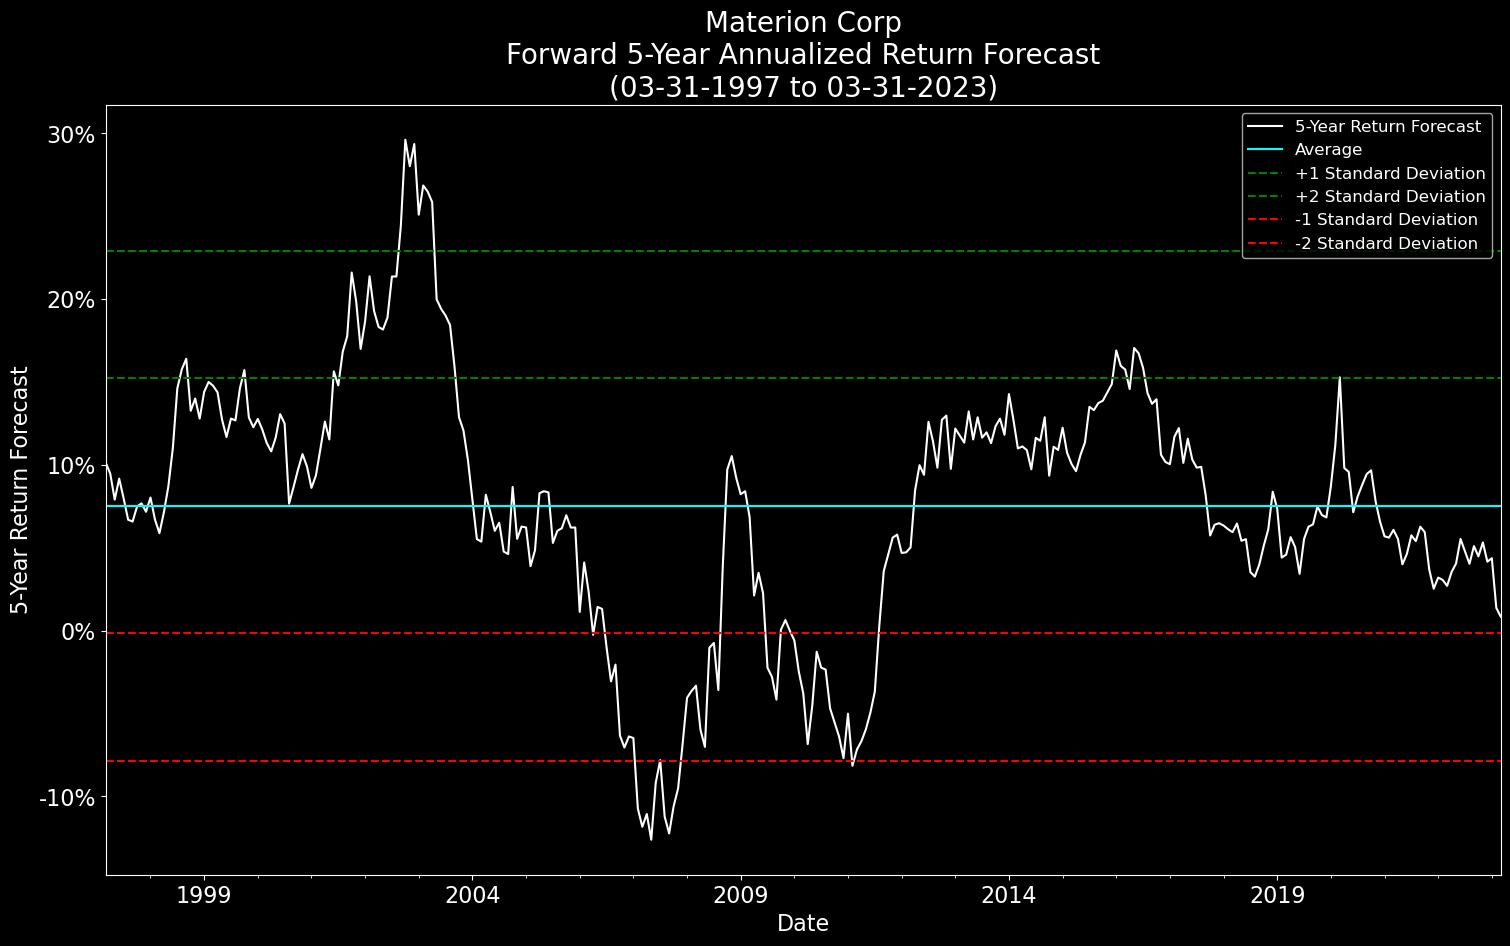 Materion Corp
Forward 5-Year Annualized Return Forecast
(03-31-1997 to 03-31-2023)
5-Year Return Forecast
Average
+1 Standard Deviation
+2 Standard Deviation
-1 Standard Deviation
-2 Standard Deviation
5-Year Return Forecast
30%
20%
10%
0%
-10%
1999 2004 2009 2014 2019
Date